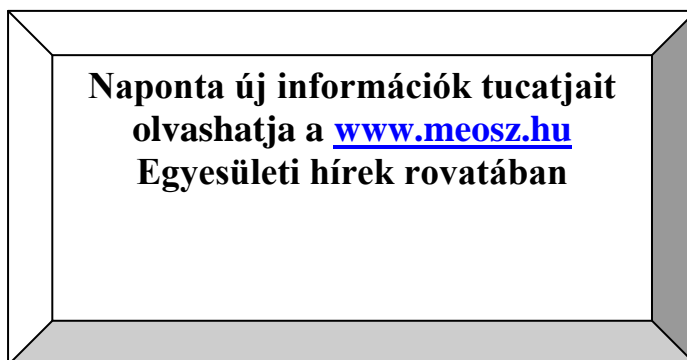 Naponta új információk tucatjait
olvashatja a www.meosz.hu
Egyesületi hírek rovatában